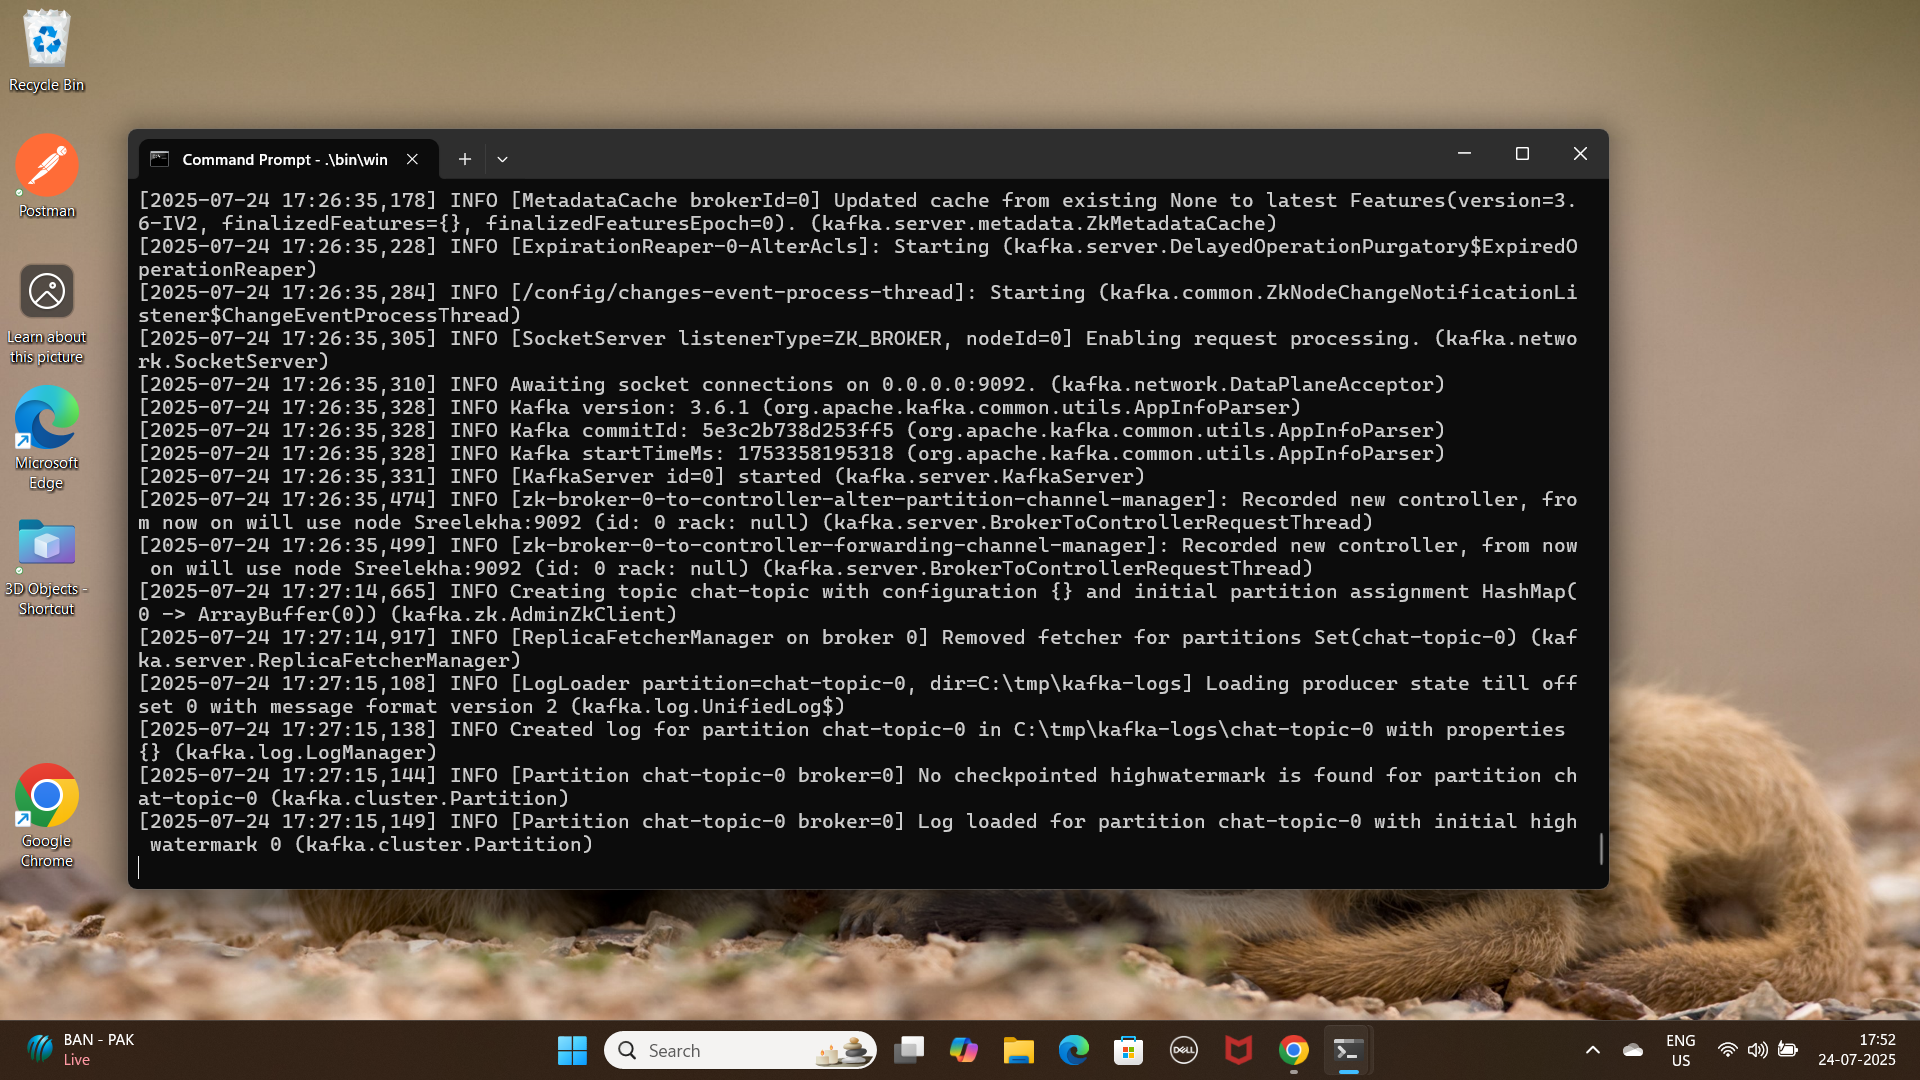 Recycle Bin
Postman
Learn about
this picture
Microsoft
Edge
3D Objects -
Shortcut
Google
Chrome
Command Prompt - .\bin\win
[2025-07-24 17:26:35,178] INFO [MetadataCache brokerId=0] Updated cache from existing None to latest Features(version=3.
6-IV2, finalizedFeatures={}, finalizedFeaturesEpoch=0). (kafka.server.metadata.ZkMetadataCache)
[2025-07-24 17:26:35,228] INFO [ExpirationReaper-0-AlterAcls]: Starting (kafka.server.DelayedOperationPurgatory$ExpiredO
perationReaper)
[2025-07-24 17:26:35,284] INFO [/config/changes-event-process-thread]: Starting (kafka.common.ZkNodeChangeNotificationLi
stener$ChangeEventProcessThread)
[2025-07-24 17:26:35,305] INFO [SocketServer listenerType=ZK_BROKER, nodeId=0] Enabling request processing. (kafka.netwo
rk.SocketServer)
[2025-07-24 17:26:35,310] INFO Awaiting socket connections on 0.0.0.0:9092. (kafka.network.DataPlaneAcceptor)
[2025-07-24 17:26:35,328] INFO Kafka version: 3.6.1 (org.apache.kafka.common.utils.AppInfoParser)
[2025-07-24 17:26:35,328] INFO Kafka commitId: 5e3c2b738d253ff5 (org.apache.kafka.common.utils.AppInfoParser)
[2025-07-24 17:26:35,328] INFO Kafka startTimeMs: 1753358195318 (org.apache.kafka.common.utils.AppInfoParser)
[2025-07-24 17:26:35,331] INFO [KafkaServer id=0] started (kafka.server.KafkaServer)
[2025-07-24 17:26:35,474] INFO [zk-broker-0-to-controller-alter-partition-channel-manager]: Recorded new controller, fro
m now on will use node Sreelekha:9092 (id: 0 rack: null) (kafka.server.BrokerToControllerRequestThread)
[2025-07-24 17:26:35,499] INFO [zk-broker-0-to-controller-forwarding-channel-manager]: Recorded new controller, from now
 on will use node Sreelekha:9092 (id: 0 rack: null) (kafka.server.BrokerToControllerRequestThread)
[2025-07-24 17:27:14,665] INFO Creating topic chat-topic with configuration {} and initial partition assignment HashMap(
0 -> ArrayBuffer(0)) (kafka.zk.AdminZkClient)
[2025-07-24 17:27:14,917] INFO [ReplicaFetcherManager on broker 0] Removed fetcher for partitions Set(chat-topic-0) (kaf
ka.server.ReplicaFetcherManager)
[2025-07-24 17:27:15,108] INFO [LogLoader partition=chat-topic-0, dir=C:\tmp\kafka-logs] Loading producer state till off
set 0 with message format version 2 (kafka.log.UnifiedLog$)
[2025-07-24 17:27:15,138] INFO Created log for partition chat-topic-0 in C:\tmp\kafka-logs\chat-topic-0 with properties
{} (kafka.log.LogManager)
[2025-07-24 17:27:15,144] INFO [Partition chat-topic-0 broker=0] No checkpointed highwatermark is found for partition ch
at-topic-0 (kafka.cluster.Partition)
[2025-07-24 17:27:15,149] INFO [Partition chat-topic-0 broker=0] Log loaded for partition chat-topic-0 with initial high
 watermark 0 (kafka.cluster.Partition)
BAN - PAK
Live
Search
DELL
ENG
US
17:52
24-07-2025